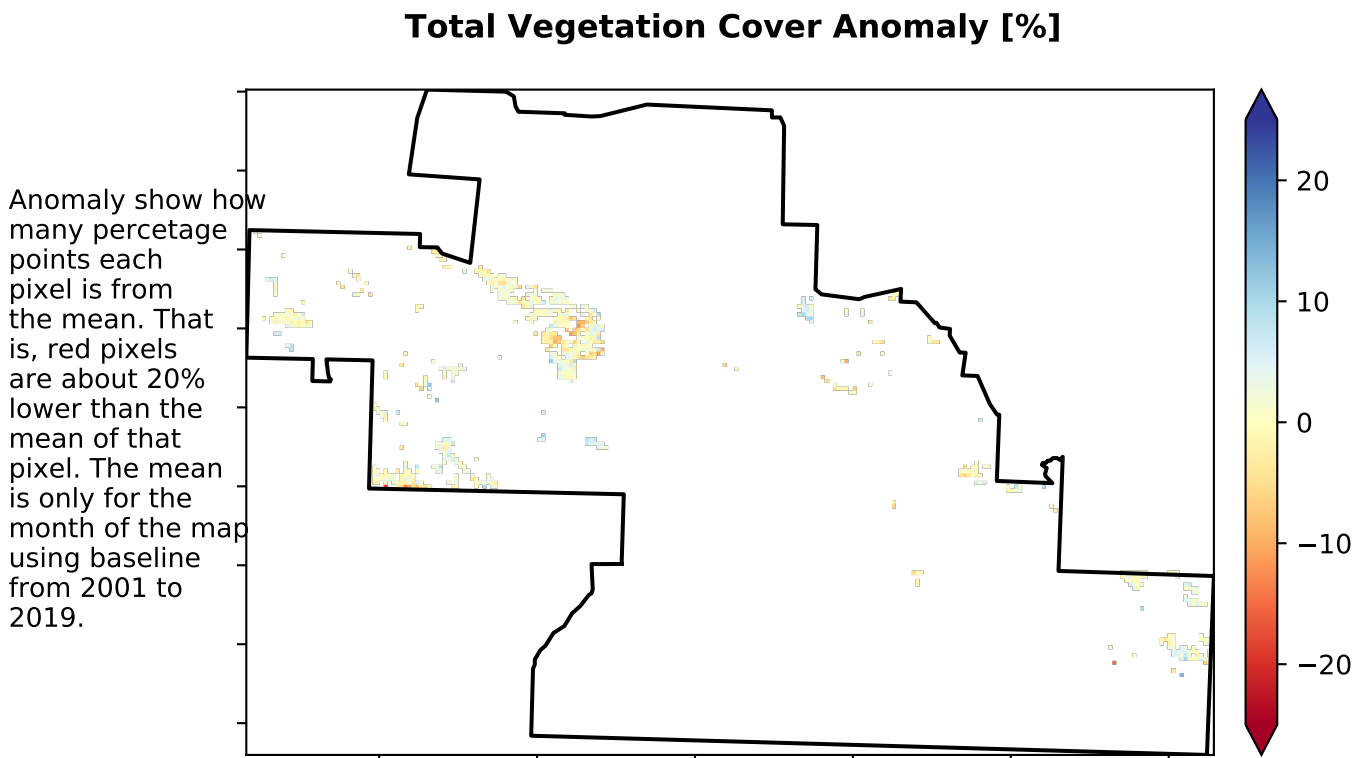 Total Vegetation Cover Anomaly [%]
Anomaly show how
many percetage
points each
pixel is from
the mean. That
is, red pixels
are about 20%
lower than the
mean of that
pixel. The mean
is only for the
month of the map
using baseline
from 2001 to
2019.
20
10
0
−10
−20